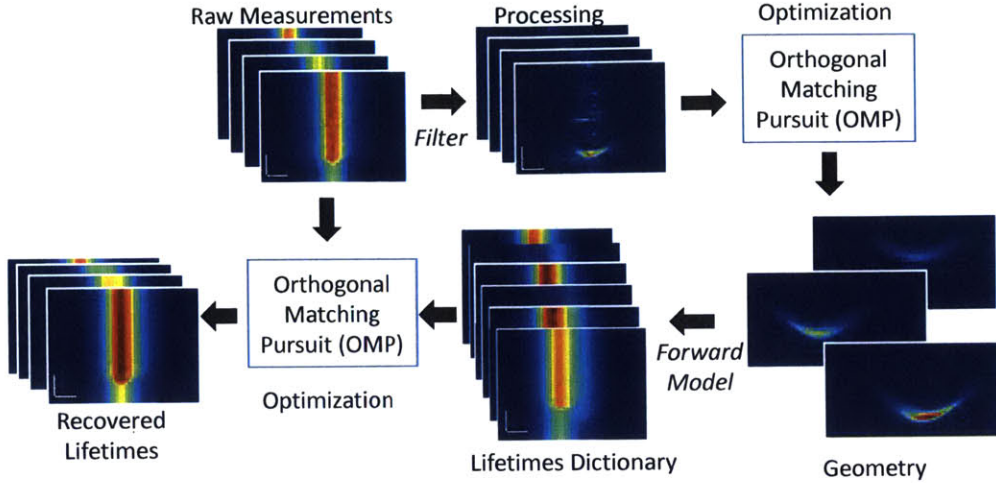 Raw Measurements
Processing
Optimization
Filter
Orthogonal
Matching
Pursuit (OMP)
Orthogonal
Matching
Pursuit (OMP)
Optimization
Forward
Model
Recovered
Lifetimes
Lifetimes Dictionary
Geometry